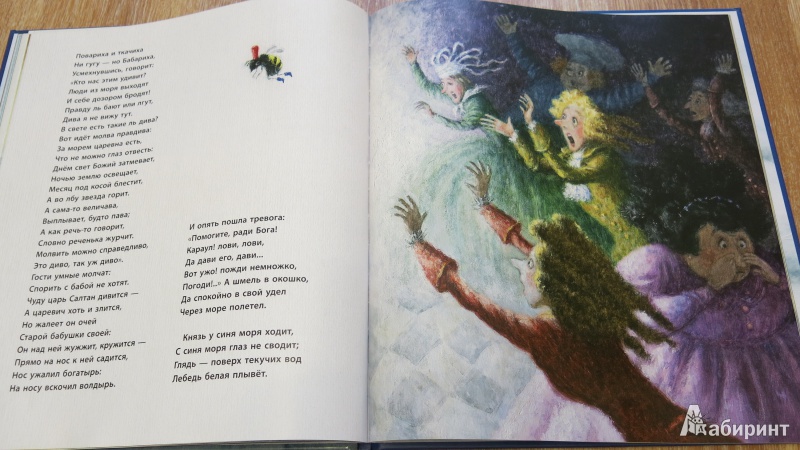 Повариха и ткачиха
Ни гугу — но Бабариха,
Усмехнувшись, говорит:
«Кто нас этим удивит?
Люди из моря выходят
И себе дозором бродят!
Правду ль бают или лгут,
Дива я не вижу тут.
В свете есть такие ль дива?
Вот идёт молва правдива:
За морем царевна есть,
Что не можно глаз отвесть:
Днём свет Божий затмевает,
Ночью землю освещает,
Месяц под косой блестит,
А во лбу звезда горит.
А сама-то величава,
Выплывает, будто пава;
А как речь-то говорит,
Словно реченька журчит.
Молвить можно справедливо,
Это диво, так уж диво».
Гости умные молчат:
Спорить с бабой не хотят.
Чуду царь Салтан дивится —
А царевич хоть и злится,
Но жалеет он очей
Старой бабушки своей:
Он над ней жужжит, кружится —
Прямо на нос к ней садится,
Нос ужалил богатырь:
На носу вскочил волдырь.
И опять пошла тревога:
«Помогите, ради Бога!
Караул! лови, лови,
Да дави его, дави...
Вот ужо! пожди немножко,
Погоди!..» А шмель в окошко,
Да спокойно в свой удел
Через море полетел.
Князь у синя моря ходит,
С синя моря глаз не сводит;
Глядь — поверх текучих вод
Лебедь белая плывёт.
Лабиринт